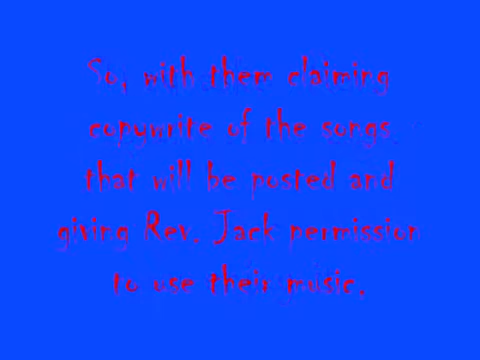 So, with them claiming
copywrite of the songs
that will be posted and
giving Rev. Jack permission
to use their music.